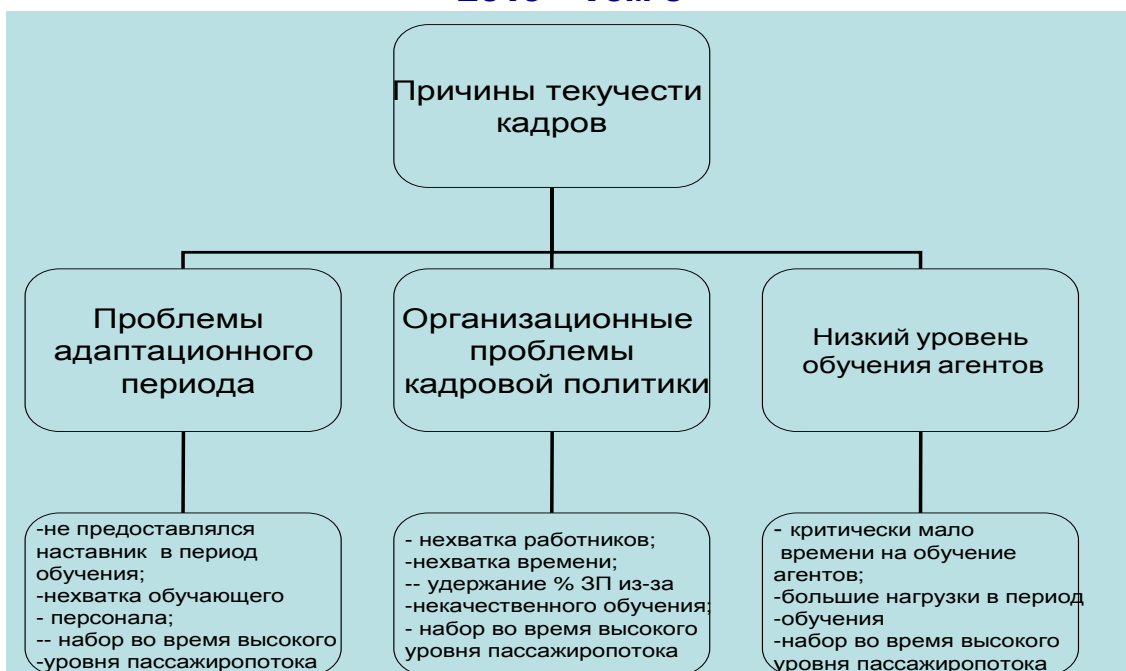 Причины текучести
кадров
Проблемы
адаптационного
периода
Организационные
проблемы
кадровой политики
Низкий уровень
обучения агентов
-не предоставлялся
наставник в период
обучения;
-нехватка обучающего
- персонала;
-- набор во время высокого
-уровня пассажиропотока
- нехватка работников;
-нехватка времени;
-- удержание % ЗП из-за
-некачественного обучения;
- набор во время высокого
уровня пассажиропотока
- критически мало
времени на обучение
агентов;
-большие нагрузки в период
-обучения
-набор во время высокого
уровня пассажиропотока